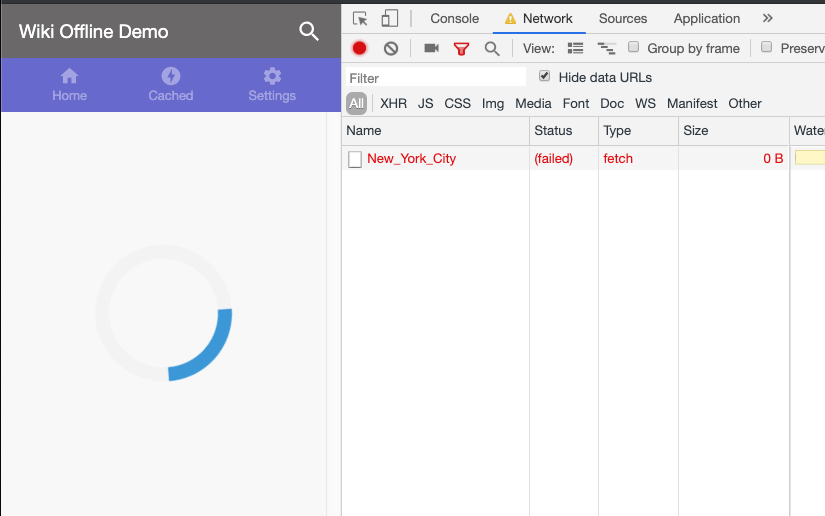 Wiki Offline Demo
Home Cached Settings
Console Network Sources Application
View: Group by frame Preserv
Filter Hide data URLs
All XHR JS CSS Img Media Font Doc WS Manifest Other
Name Status Type Size Water
New_York_City (failed) fetch 0 B